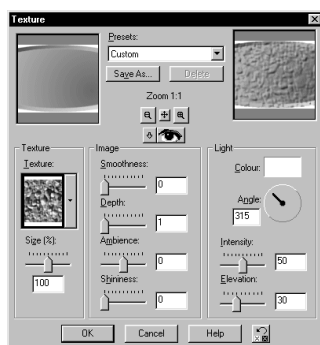 Texture
Presets:
Custom
Save As...
Delete
Zoom 1:1
Texture
Texture:
Size (%):
100
Image
Smoothness:
0
Depth:
1
Ambience:
0
Shininess:
0
Light
Colour:
Angle:
315
Intensity:
50
Elevation:
30
OK
Cancel
Help